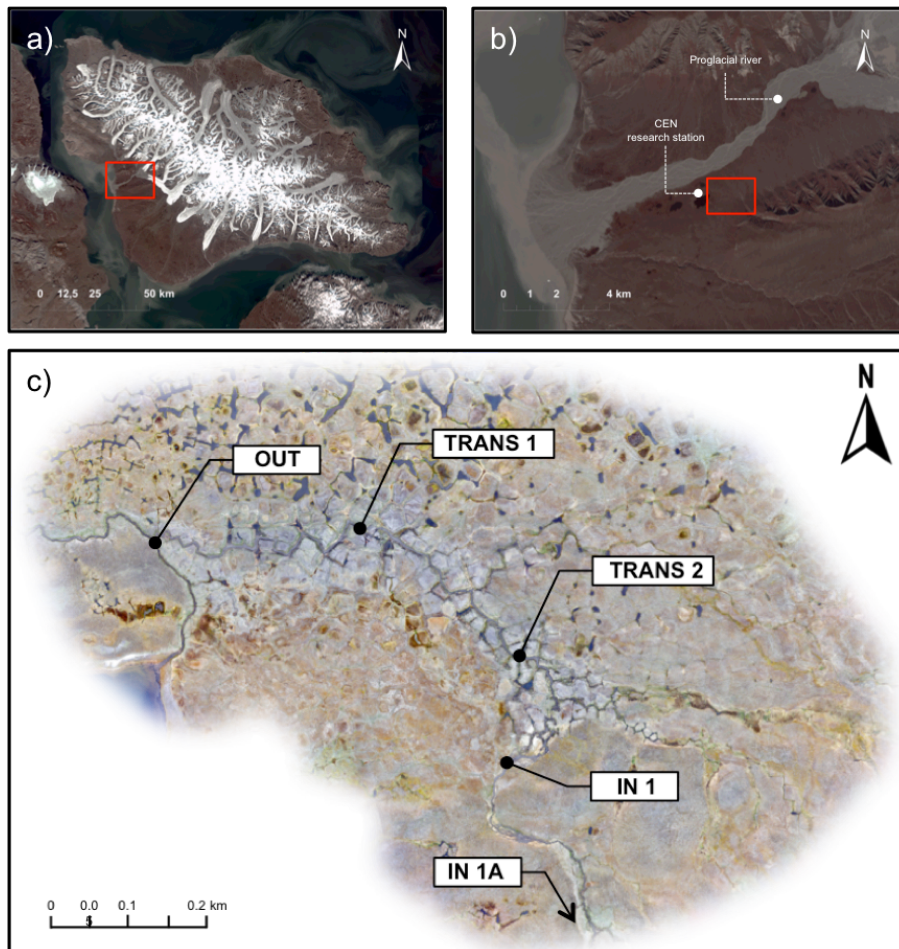 a)
N
0 12,5 25 50 km
b)
N
Proglacial river
CEN
research station
0 1 2 4 km
c)
N
OUT
TRANS 1
TRANS 2
IN 1
IN 1A
0 0.0 0.1 0.2 km
5